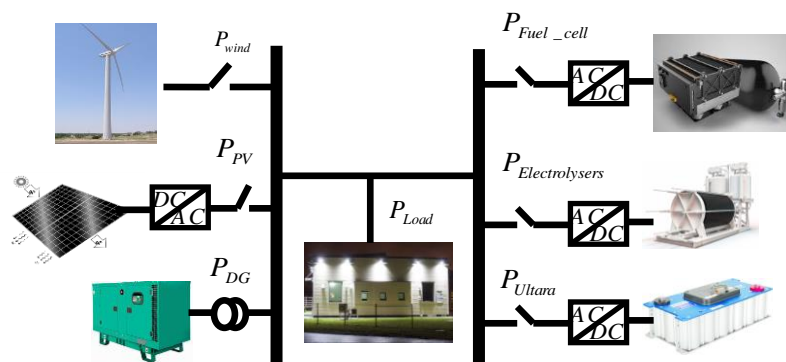 P_wind
P_PV
DC
AC
P_DG
P_Load
P_Fuel _cell
AC
DC
P_Electrolysers
AC
DC
P_Ultara
AC
DC